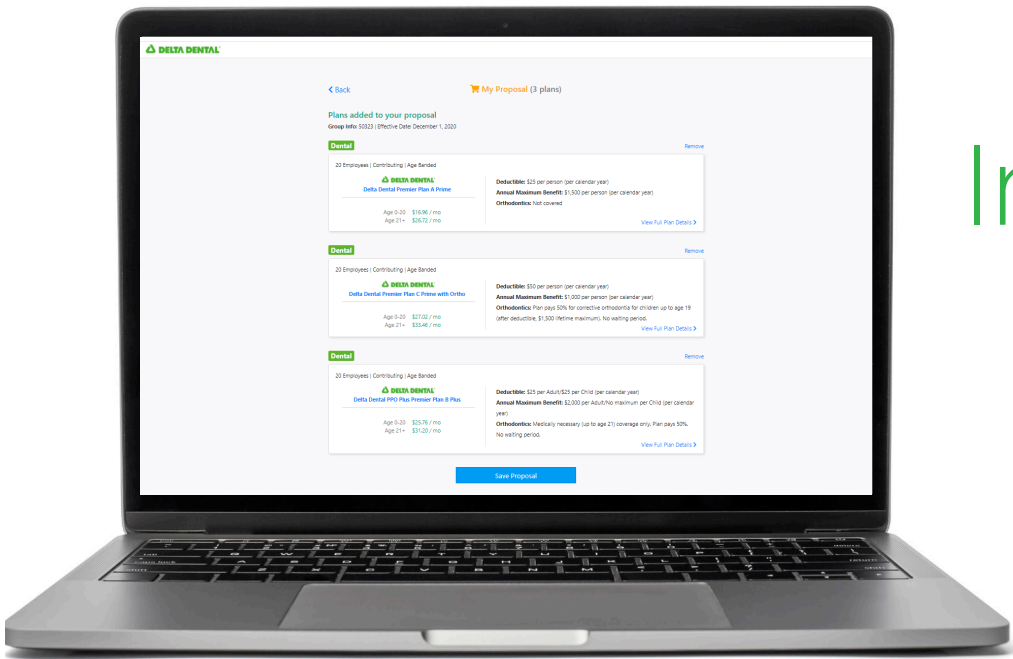 DELTA DENTAL
Back
My Proposal (3 plans)
Plans added to your proposal
Group Info: 50323 | Effective Date: December 1, 2020
Dental
Remove
20 Employees | Contributing | Age Banded
DELTA DENTAL
Delta Dental Premier Plan A Prime
Age 0-20 $16.96 / mo
Age 21+ $26.72 / mo
Deductible: $25 per person (per calendar year)
Annual Maximum Benefit: $1,500 per person (per calendar year)
Orthodontics: Not covered
View Full Plan Details
Dental
Remove
20 Employees | Contributing | Age Banded
DELTA DENTAL
Delta Dental Premier Plan C Prime with Ortho
Age 0-20 $27.02 / mo
Age 21+ $33.46 / mo
Deductible: $50 per person (per calendar year)
Annual Maximum Benefit: $1,000 per person (per calendar year)
Orthodontics: Plan pays 50% for corrective orthodontia for children up to age 19
(after deductible, $1,500 lifetime maximum). No waiting period.
View Full Plan Details
Dental
Remove
20 Employees | Contributing | Age Banded
DELTA DENTAL
Delta Dental PPO Plus Premier Plan B Plus
Age 0-20 $25.76 / mo
Age 21+ $31.20 / mo
Deductible: $25 per Adult/$25 per Child (per calendar year)
Annual Maximum Benefit: $2,000 per Adult/No maximum per Child (per calendar
year)
Orthodontics: Medically necessary (up to age 21) coverage only. Plan pays 50%.
No waiting period.
View Full Plan Details
Save Proposal